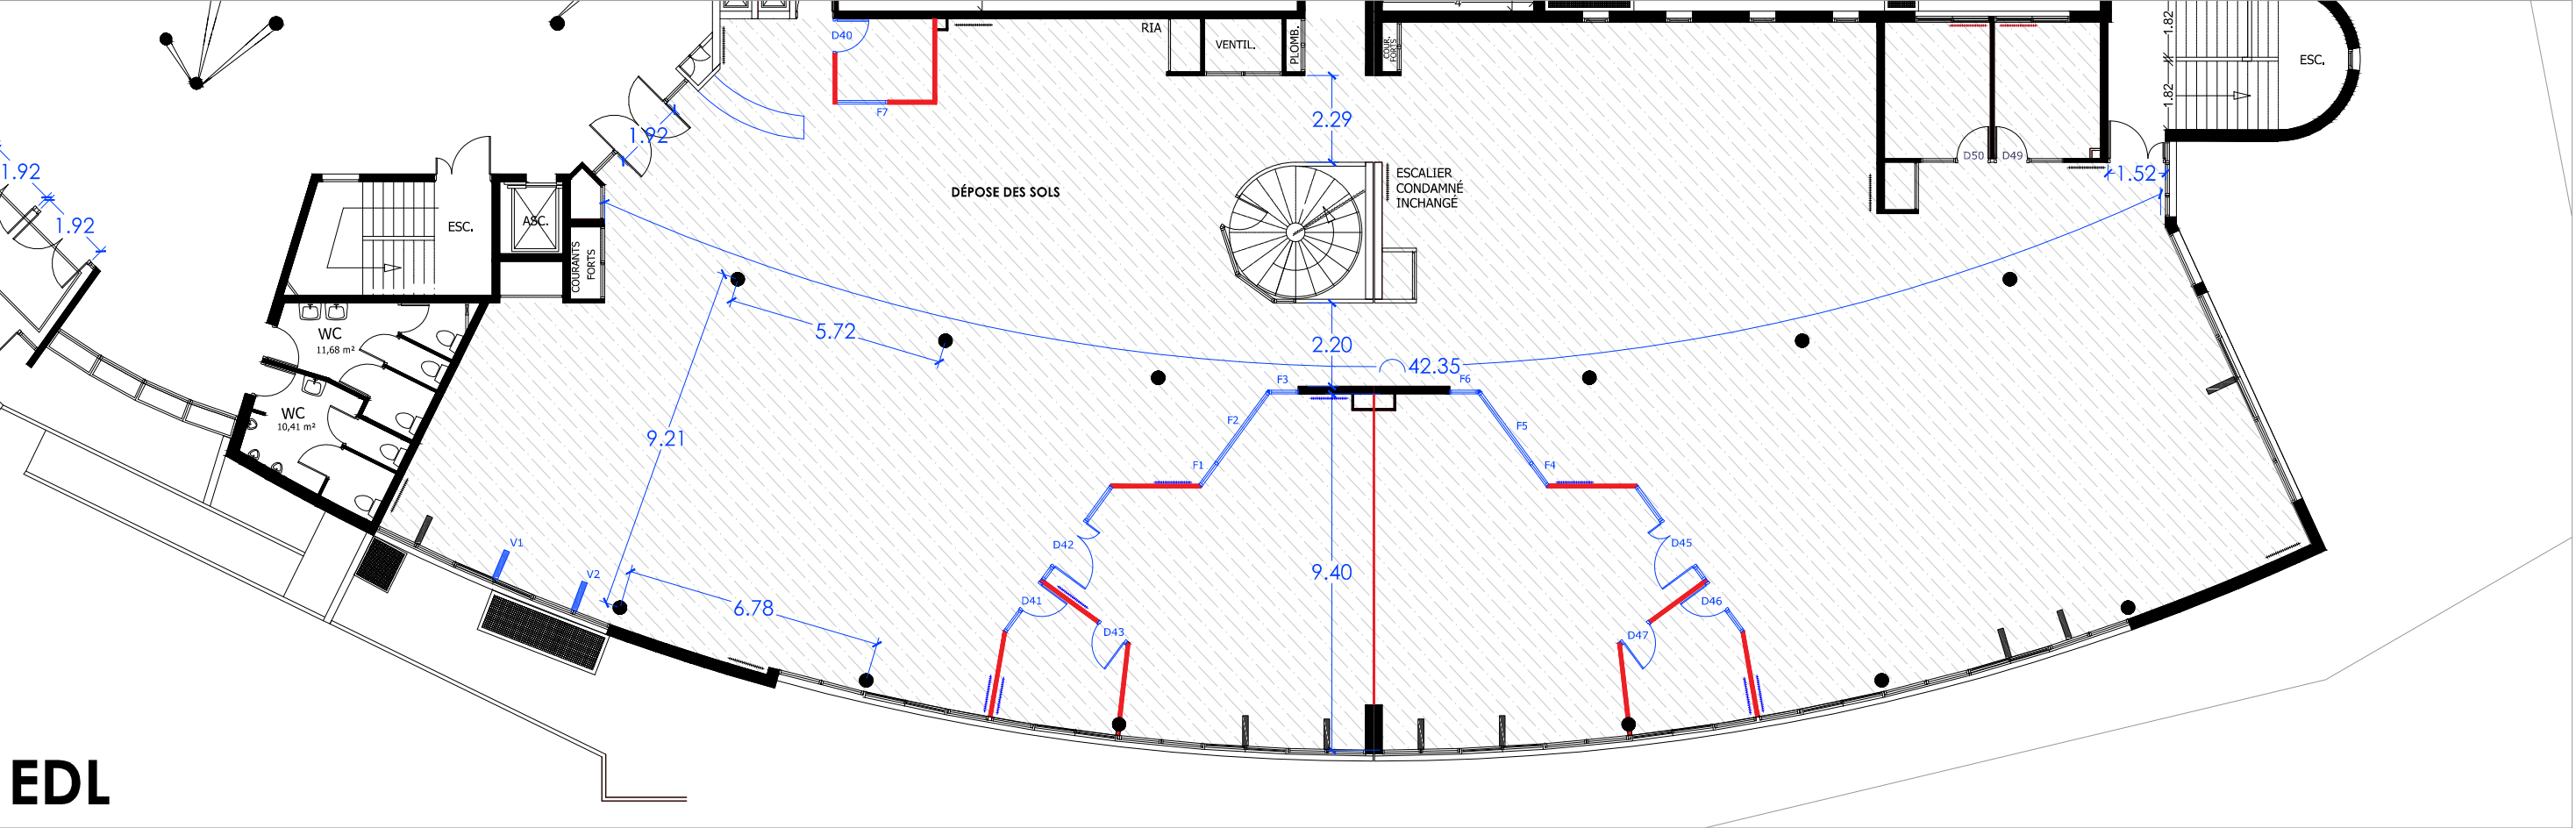 4
D40
RIA
VENTIL.
PLOMB.
COUR.
FORTS
1.82
ESC.
F7
1.92
2.29
1.82
D50
D49
1.52
1.92
1.92
ESC.
ASC.
COURANTS
FORTS
DÉPOSE DES SOLS
ESCALIER
CONDAMNÉ
INCHANGÉ
WC
11,68 m²
5.72
2.20
42.35
F3
F6
WC
10,41 m²
9.21
F2
F5
F1
F4
V1
D42
D45
V2
9.40
D41
D46
6.78
D43
D47
EDL